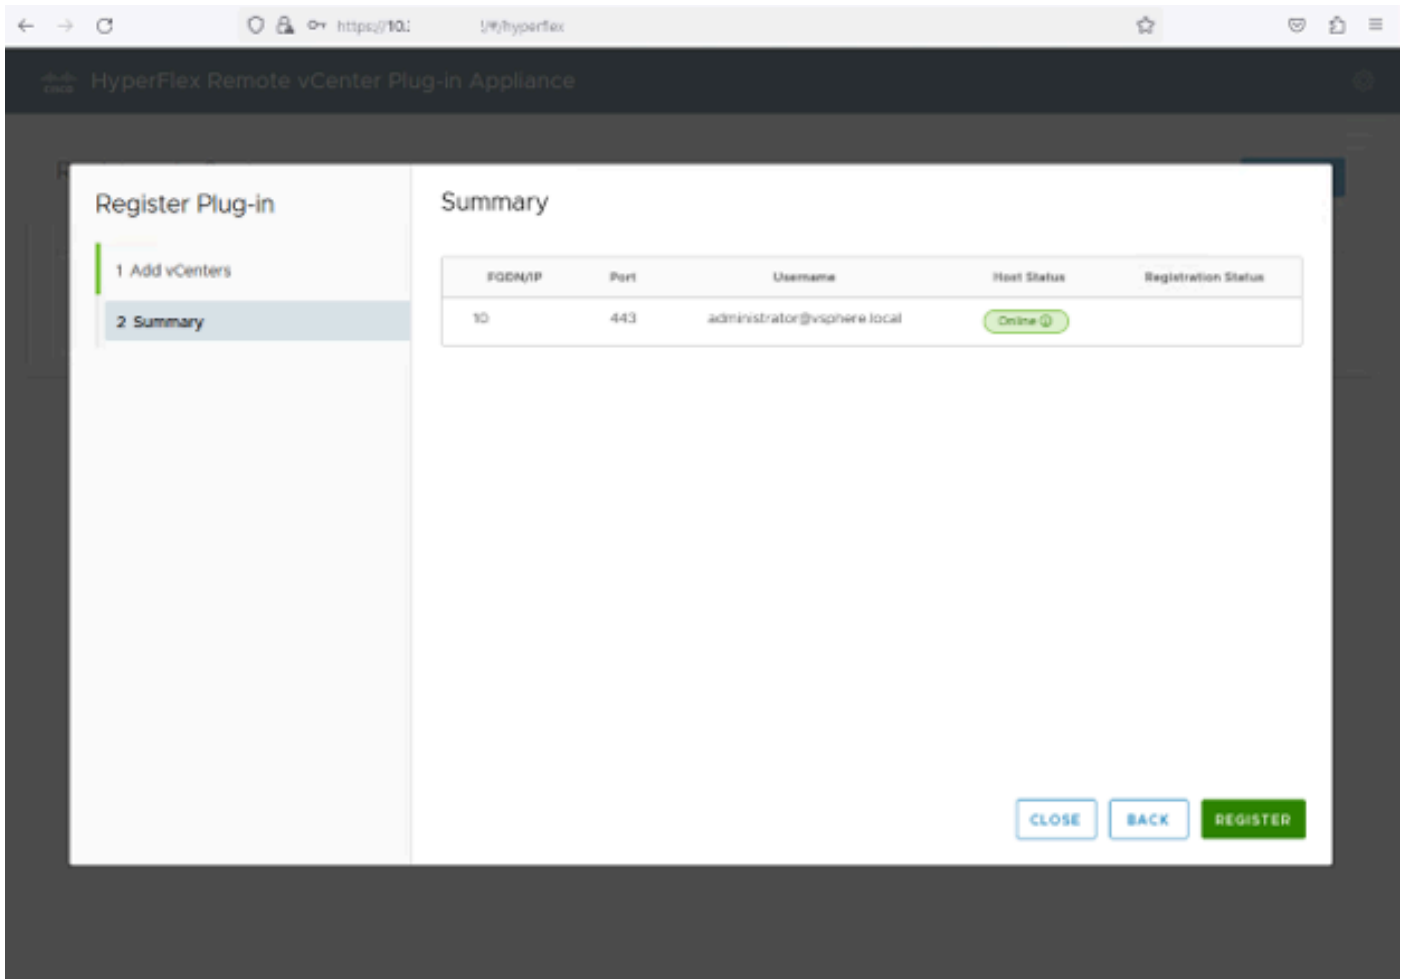 https://10.
!/#/hyperflex
CISCO HyperFlex Remote vCenter Plug-in Appliance
Register Plug-in
1 Add vCenters
2 Summary
Summary
FQDN/IP Port Username Host Status Registration Status
10 443 administrator@vsphere.local Online
CLOSE BACK REGISTER